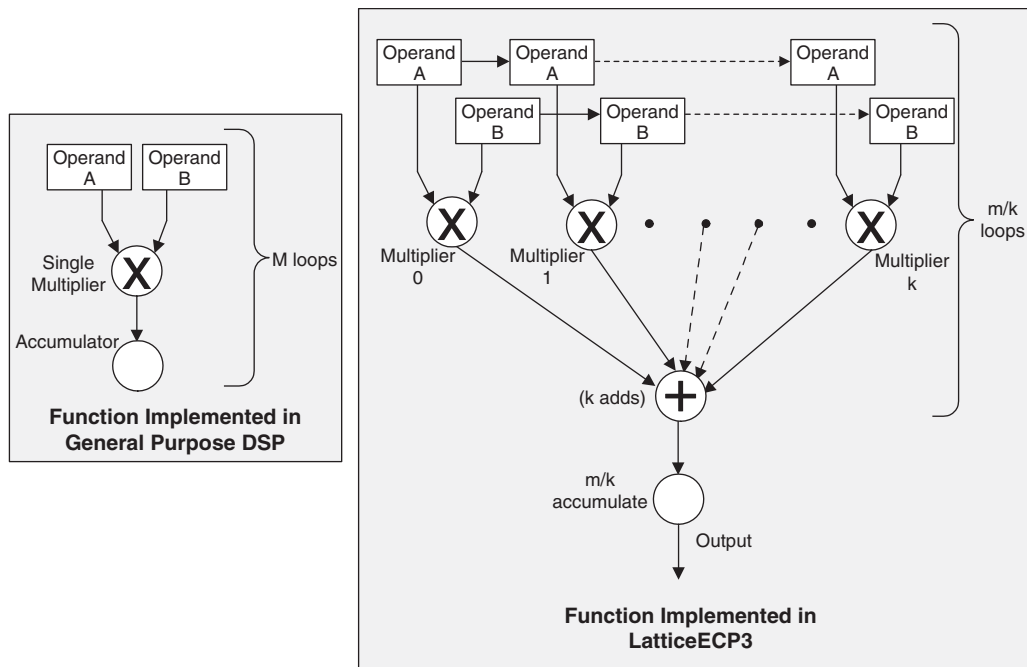 Operand
A
Operand
B
Single
Multiplier
Accumulator
M loops
Function Implemented in
General Purpose DSP
Operand
A
Operand
A
Operand
A
Operand
B
Operand
B
Operand
B
Multiplier
0
Multiplier
1
Multiplier
k
m/k
loops
(k adds)
m/k
accumulate
Output
Function Implemented in
LatticeECP3